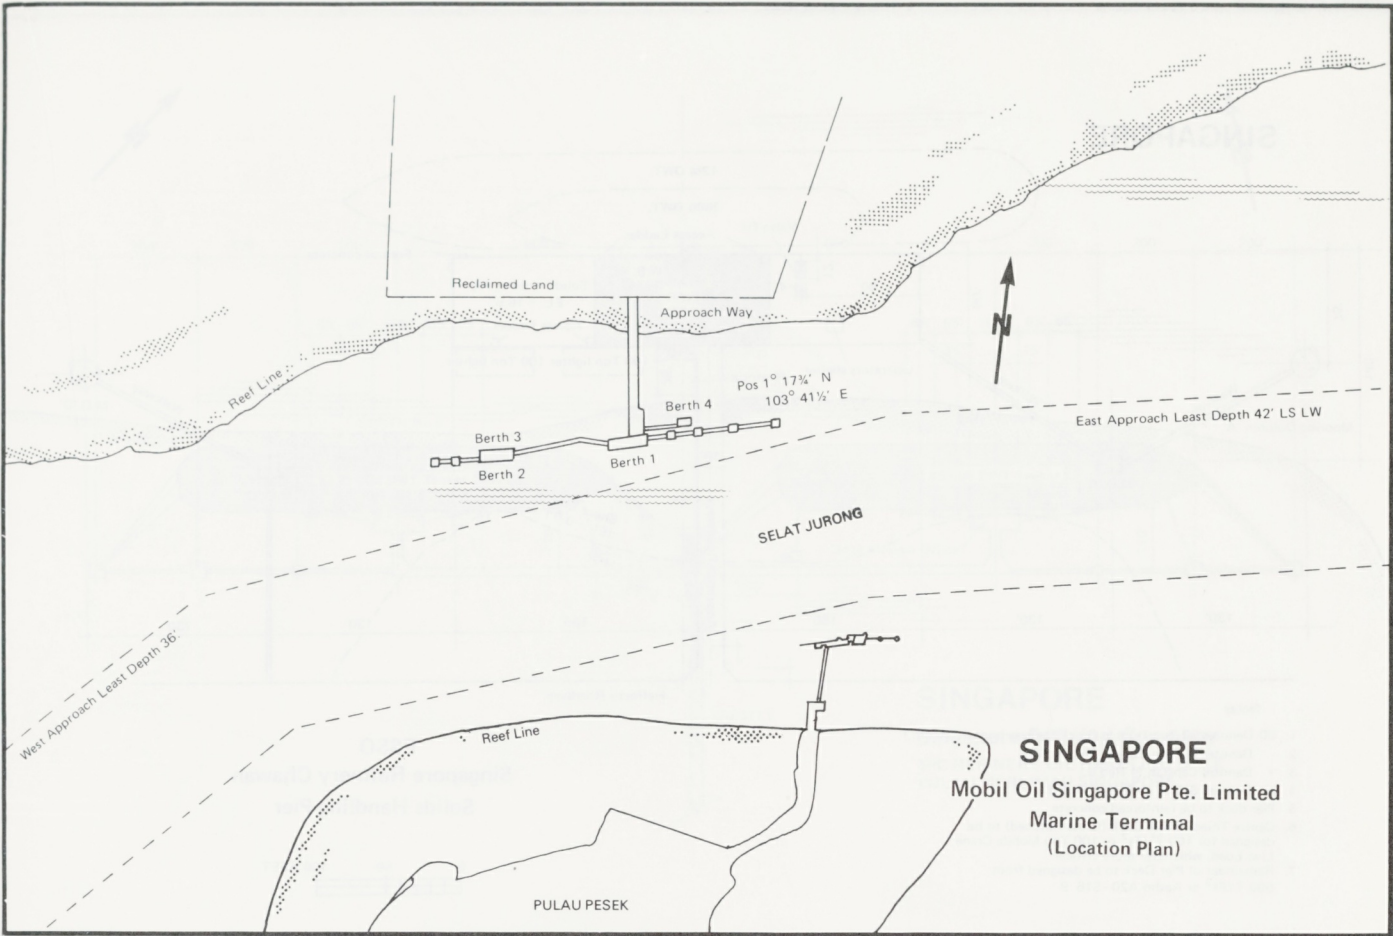 Reclaimed Land
Approach Way
Reef Line
N
Pos 1° 17¾' N
103° 41½' E
Berth 4
East Approach Least Depth 42' LS LW
Berth 3
Berth 1
Berth 2
SELAT JURONG
West Approach Least Depth 36'
Reef Line
SINGAPORE
Mobil Oil Singapore Pte. Limited
Marine Terminal
(Location Plan)
PULAU PESEK